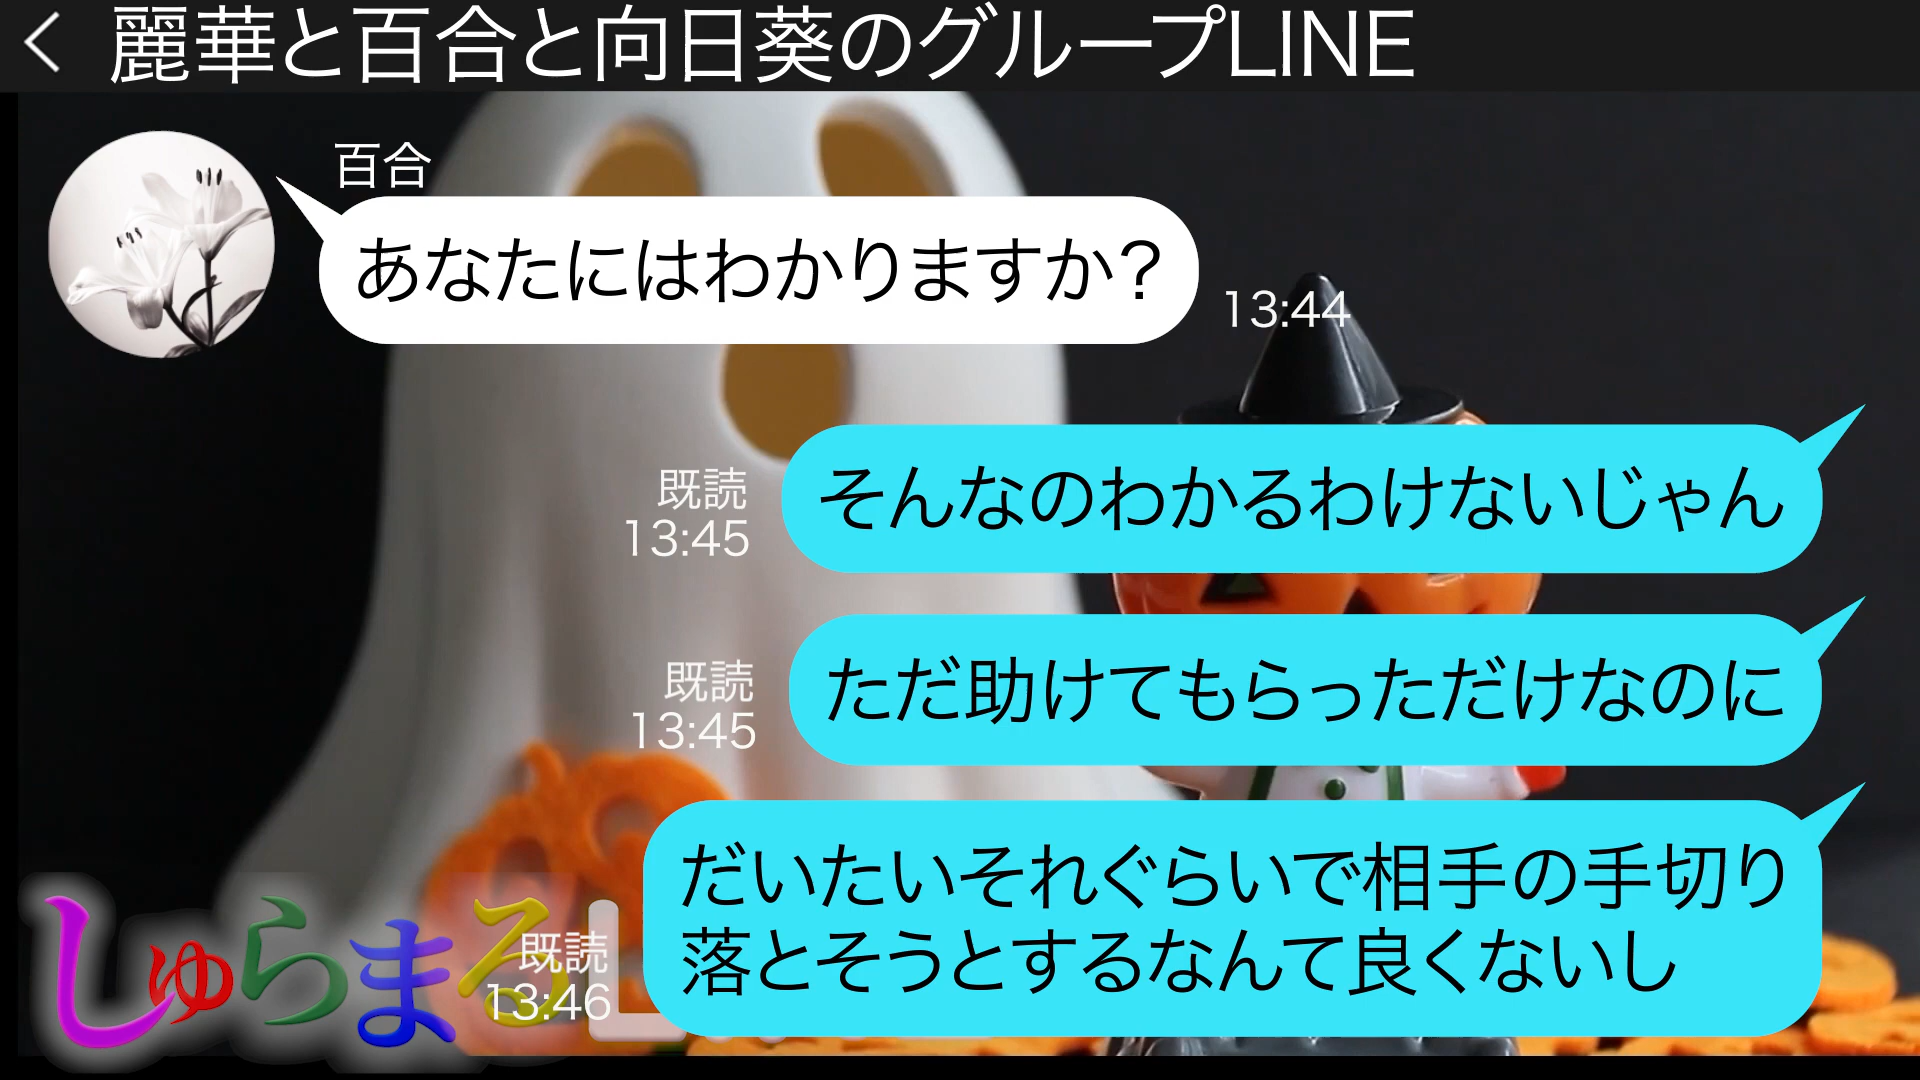 麗華と百合と向日葵のグループLINE
百合
あなたにはわかりますか？
13:44
そんなのわかるわけないじゃん
既読
13:45
ただ助けてもらっただけなのに
既読
13:45
だいたいそれぐらいで相手の手切り
落とそうとするなんて良くないし
既読
13:46
しゅらまる